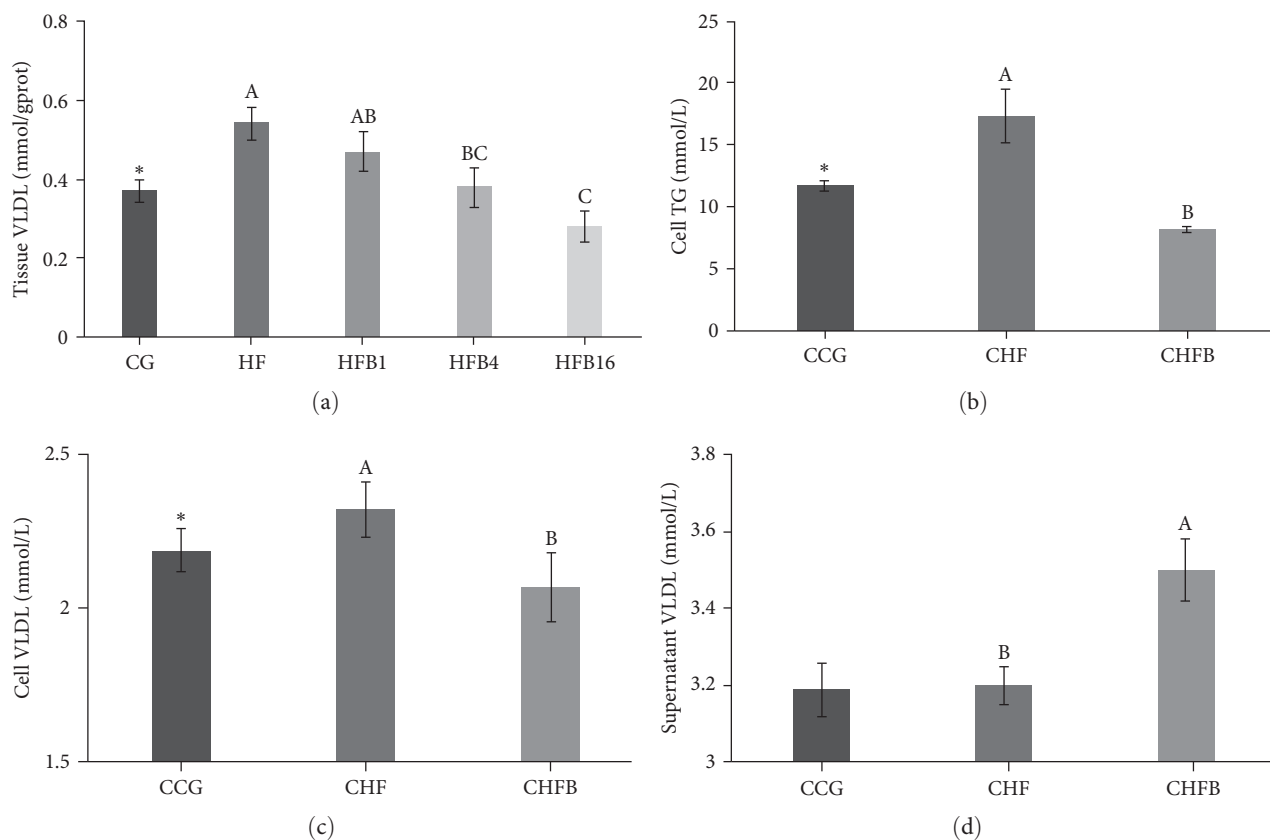 Tissue VLDL (mmol/gprot)
0.8
0.6
0.4
0.2
0
*
A
AB
BC
C
CG HF HFB1 HFB4 HFB16
(a)
Cell TG (mmol/L)
25
20
15
10
5
0
*
A
B
CCG CHF CHFB
(b)
Cell VLDL (mmol/L)
2.5
2
1.5
*
A
B
CCG CHF CHFB
(c)
Supernatant VLDL (mmol/L)
3.8
3.6
3.4
3.2
3
B
A
CCG CHF CHFB
(d)